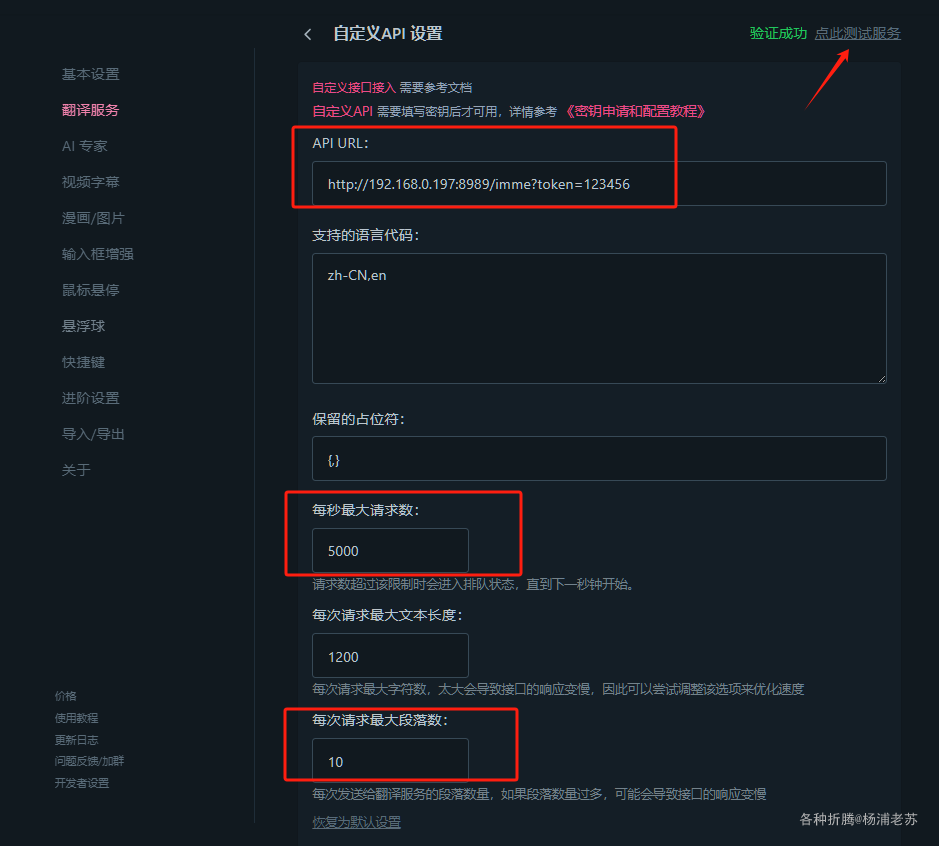 自定义API 设置
验证成功 点此测试服务
基本设置
翻译服务
AI 专家
视频字幕
漫画/图片
输入框增强
鼠标悬停
悬浮球
快捷键
进阶设置
导入/导出
关于
价格
使用教程
更新日志
问题反馈/加群
开发者设置
自定义接口接入 需要参考文档
自定义API 需要填写密钥后才可用，详情参考 《密钥申请和配置教程》
API URL：
http://192.168.0.197:8989/imme?token=123456
支持的语言代码：
zh-CN,en
保留的占位符：
{,}
每秒最大请求数：
5000
请求数超过该限制时会进入排队状态，直到下一秒钟开始。
每次请求最大文本长度：
1200
每次请求最大字符数，太大会导致接口的响应变慢，因此可以尝试调整该选项来优化速度
每次请求最大段落数：
10
每次发送给翻译服务的段落数量，如果段落数量过多，可能会导致接口的响应变慢
恢复为默认设置
各种折腾@杨浦老苏